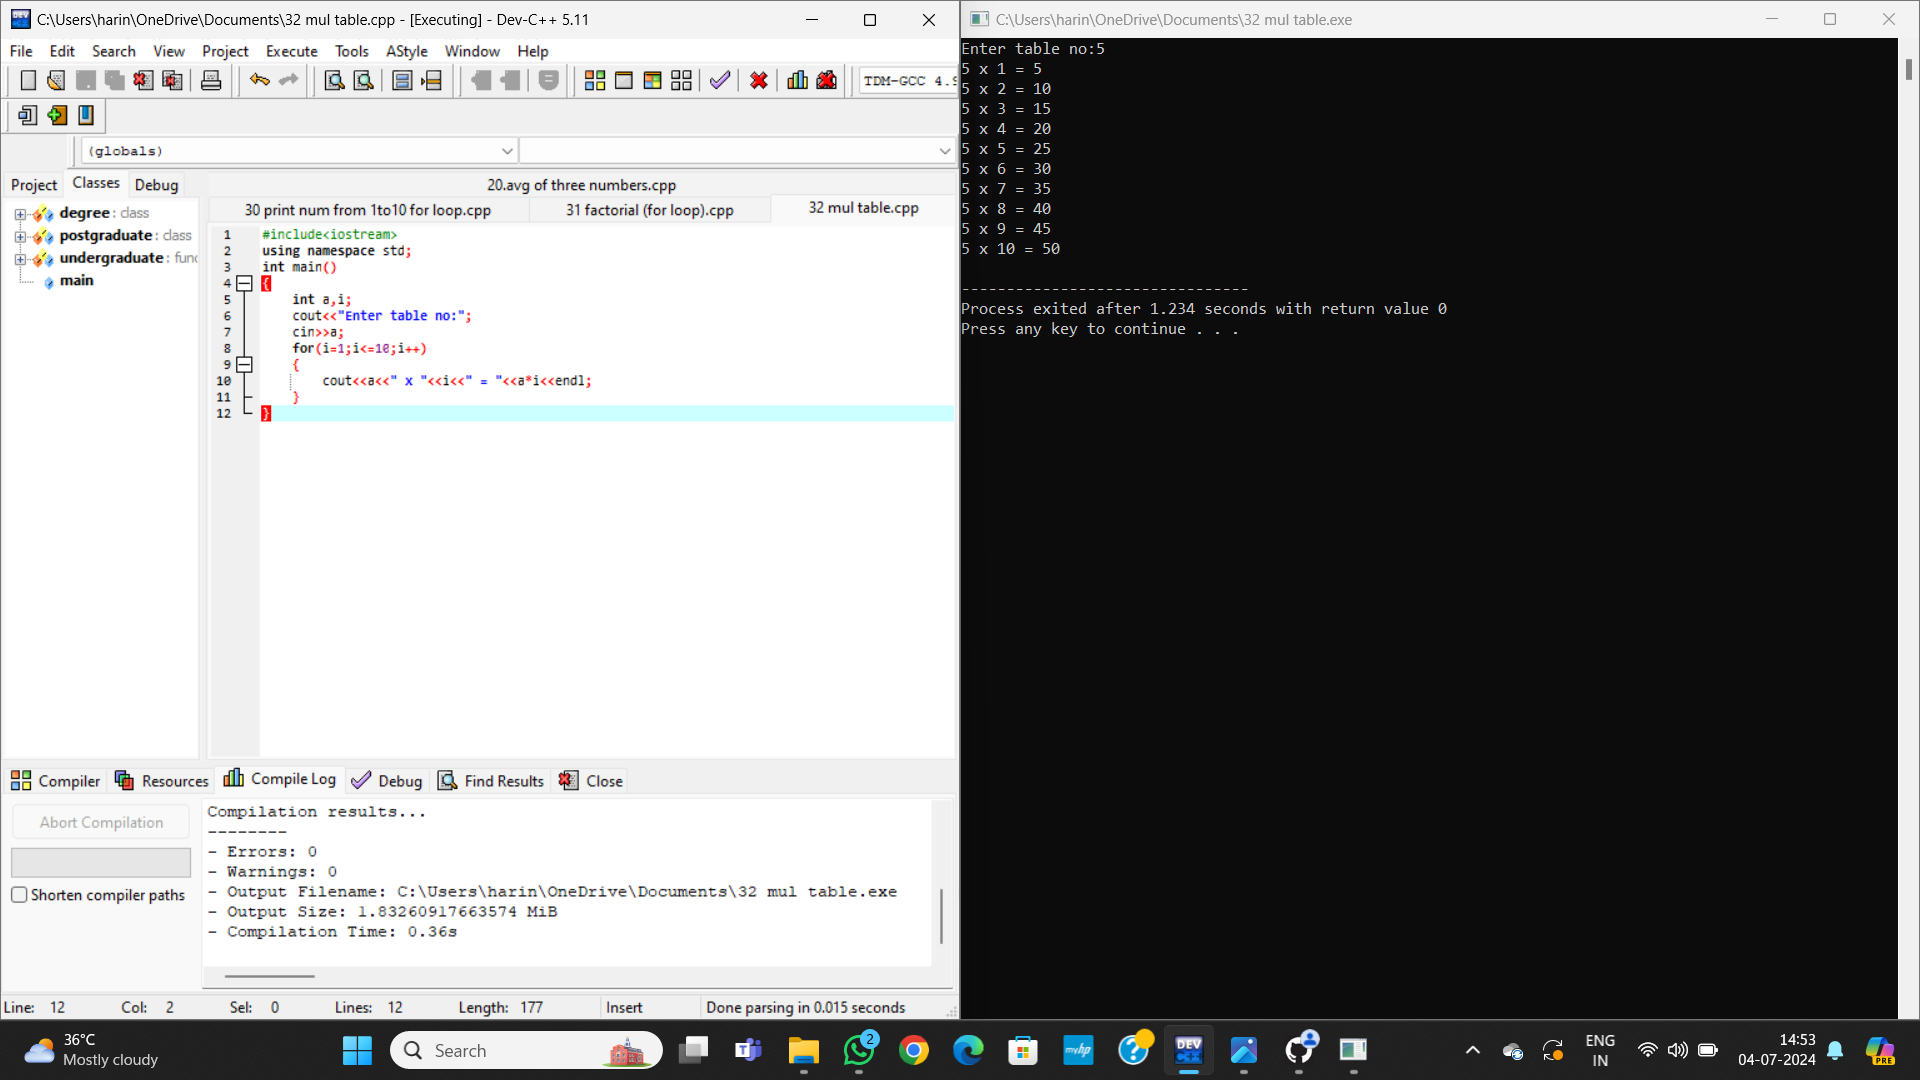 C:\Users\harin\OneDrive\Documents\32 mul table.cpp - [Executing] - Dev-C++ 5.11
File Edit Search View Project Execute Tools AStyle Window Help
TDM-GCC 4.9
(globals)
Project Classes Debug
degree : class
postgraduate : class
undergraduate : func
main
20.avg of three numbers.cpp
30 print num from 1to10 for loop.cpp 31 factorial (for loop).cpp 32 mul table.cpp
1 #include<iostream>
2 using namespace std;
3 int main()
4 {
5 int a,i;
6 cout<<"Enter table no:";
7 cin>>a;
8 for(i=1;i<=10;i++)
9 {
10 cout<<a<<" x "<<i<<" = "<<a*i<<endl;
11 }
12 }
Compiler Resources Compile Log Debug Find Results Close
Abort Compilation
Shorten compiler paths
Compilation results...
--------
- Errors: 0
- Warnings: 0
- Output Filename: C:\Users\harin\OneDrive\Documents\32 mul table.exe
- Output Size: 1.83260917663574 MiB
- Compilation Time: 0.36s
Line: 12 Col: 2 Sel: 0 Lines: 12 Length: 177 Insert Done parsing in 0.015 seconds
C:\Users\harin\OneDrive\Documents\32 mul table.exe
Enter table no:5
5 x 1 = 5
5 x 2 = 10
5 x 3 = 15
5 x 4 = 20
5 x 5 = 25
5 x 6 = 30
5 x 7 = 35
5 x 8 = 40
5 x 9 = 45
5 x 10 = 50
--------------------------------
Process exited after 1.234 seconds with return value 0
Press any key to continue . . .
36°C
Mostly cloudy
Search
2
myhp
DEV
C++
ENG
IN
14:53
04-07-2024
PRE